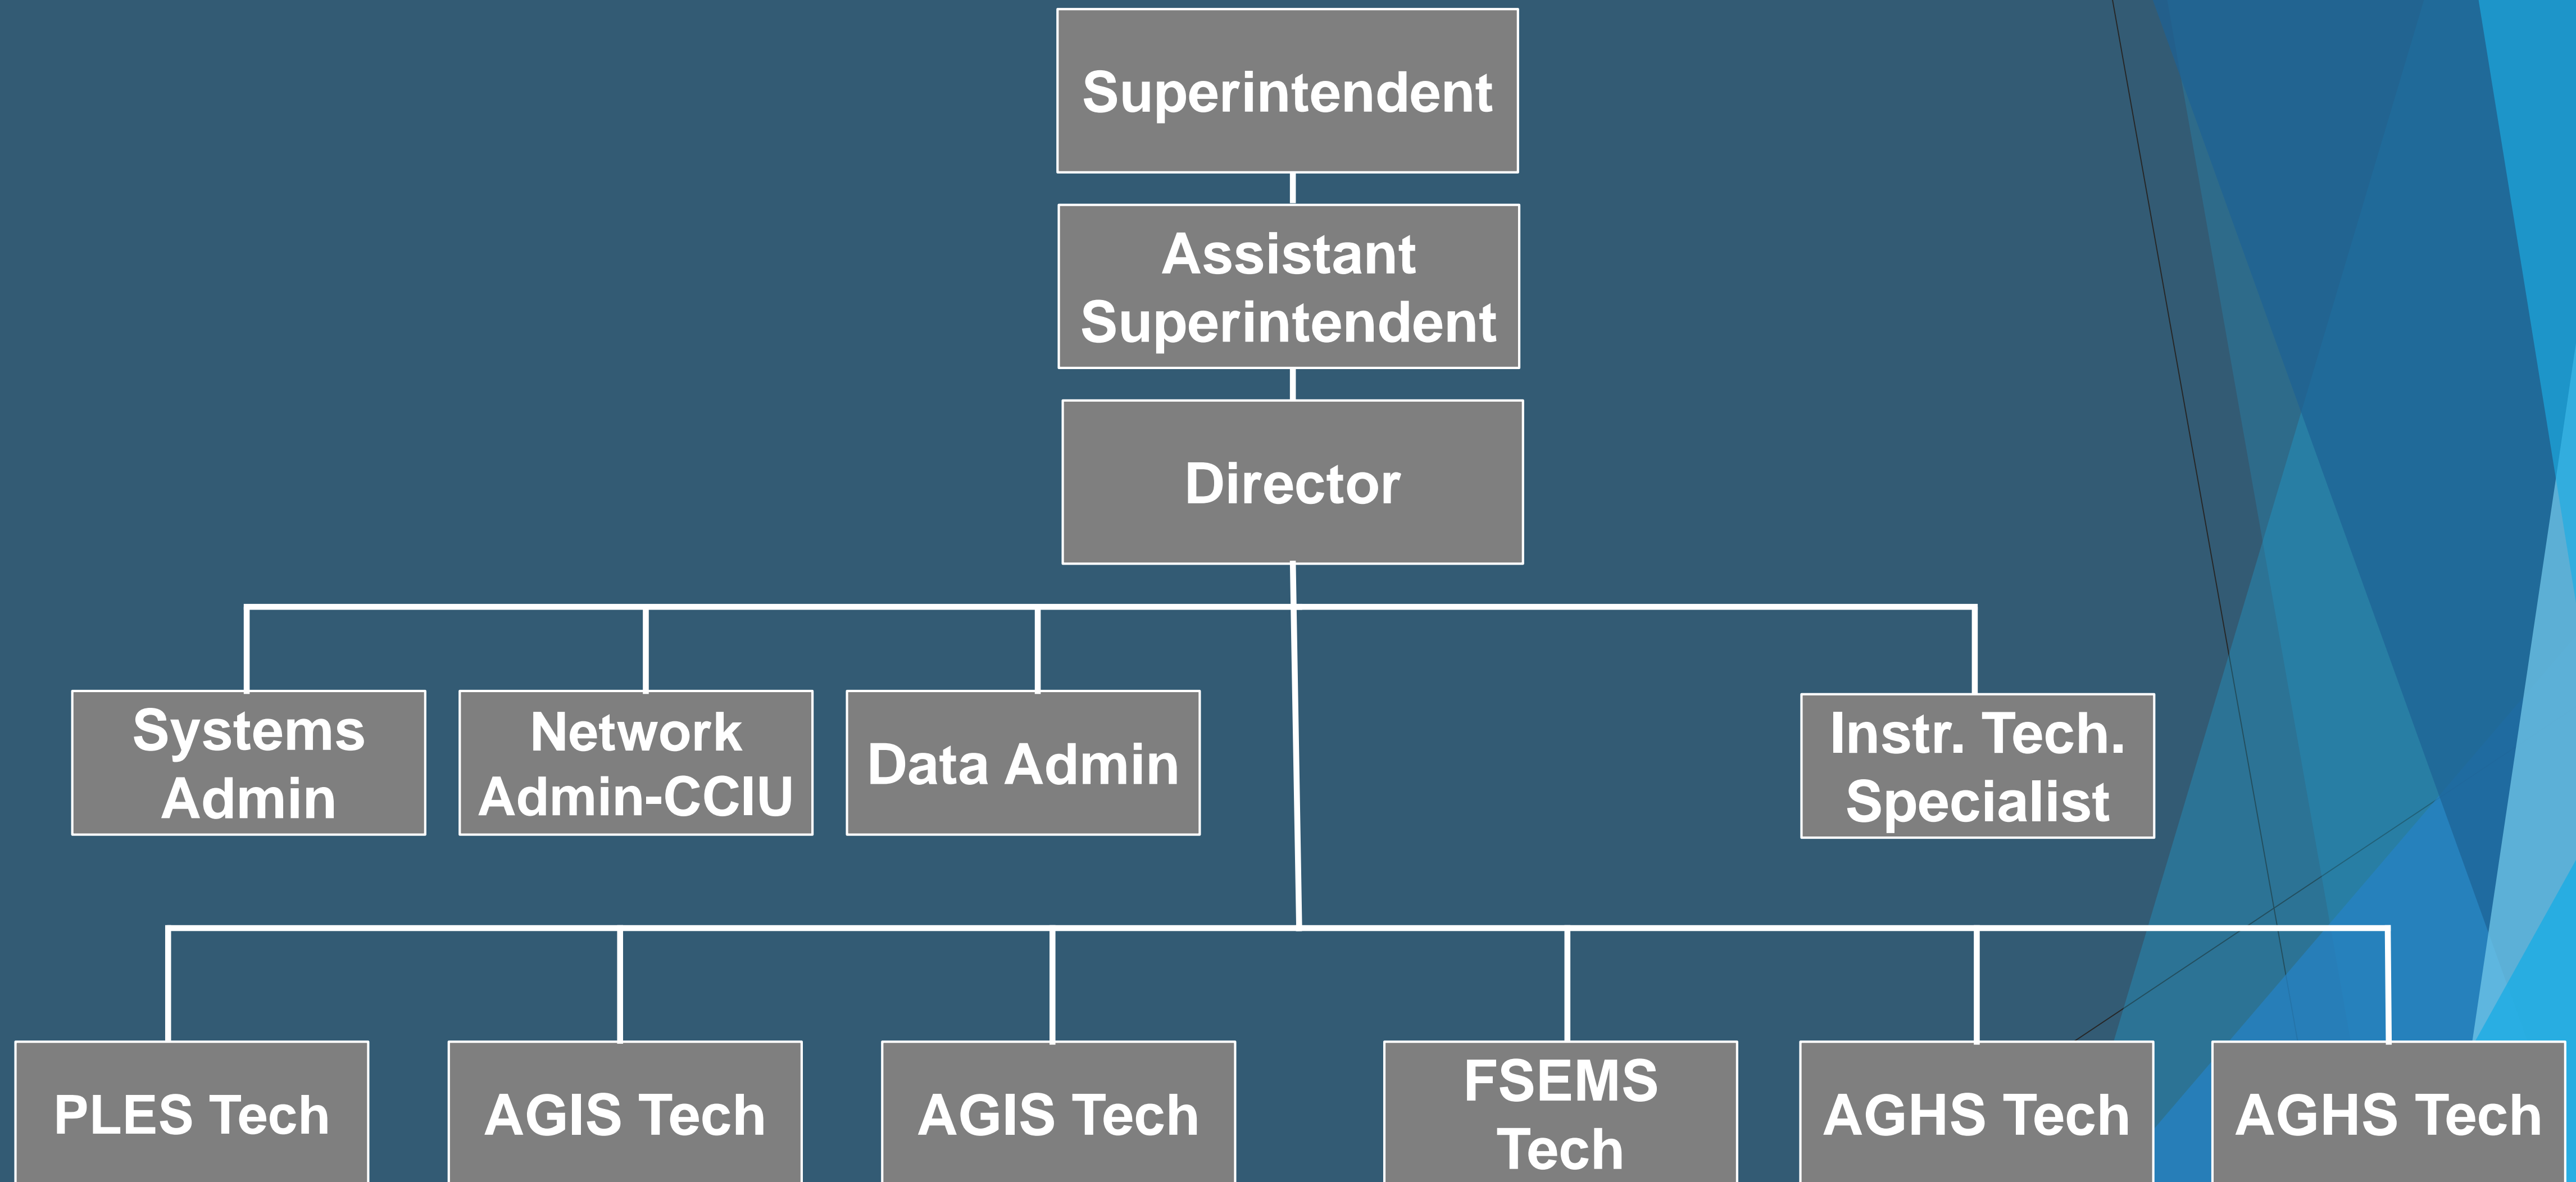 Superintendent
Assistant
Superintendent
Director
Systems
Admin
Network
Admin-CCIU
Data Admin
Instr. Tech.
Specialist
PLES Tech
AGIS Tech
AGIS Tech
FSEMS
Tech
AGHS Tech
AGHS Tech